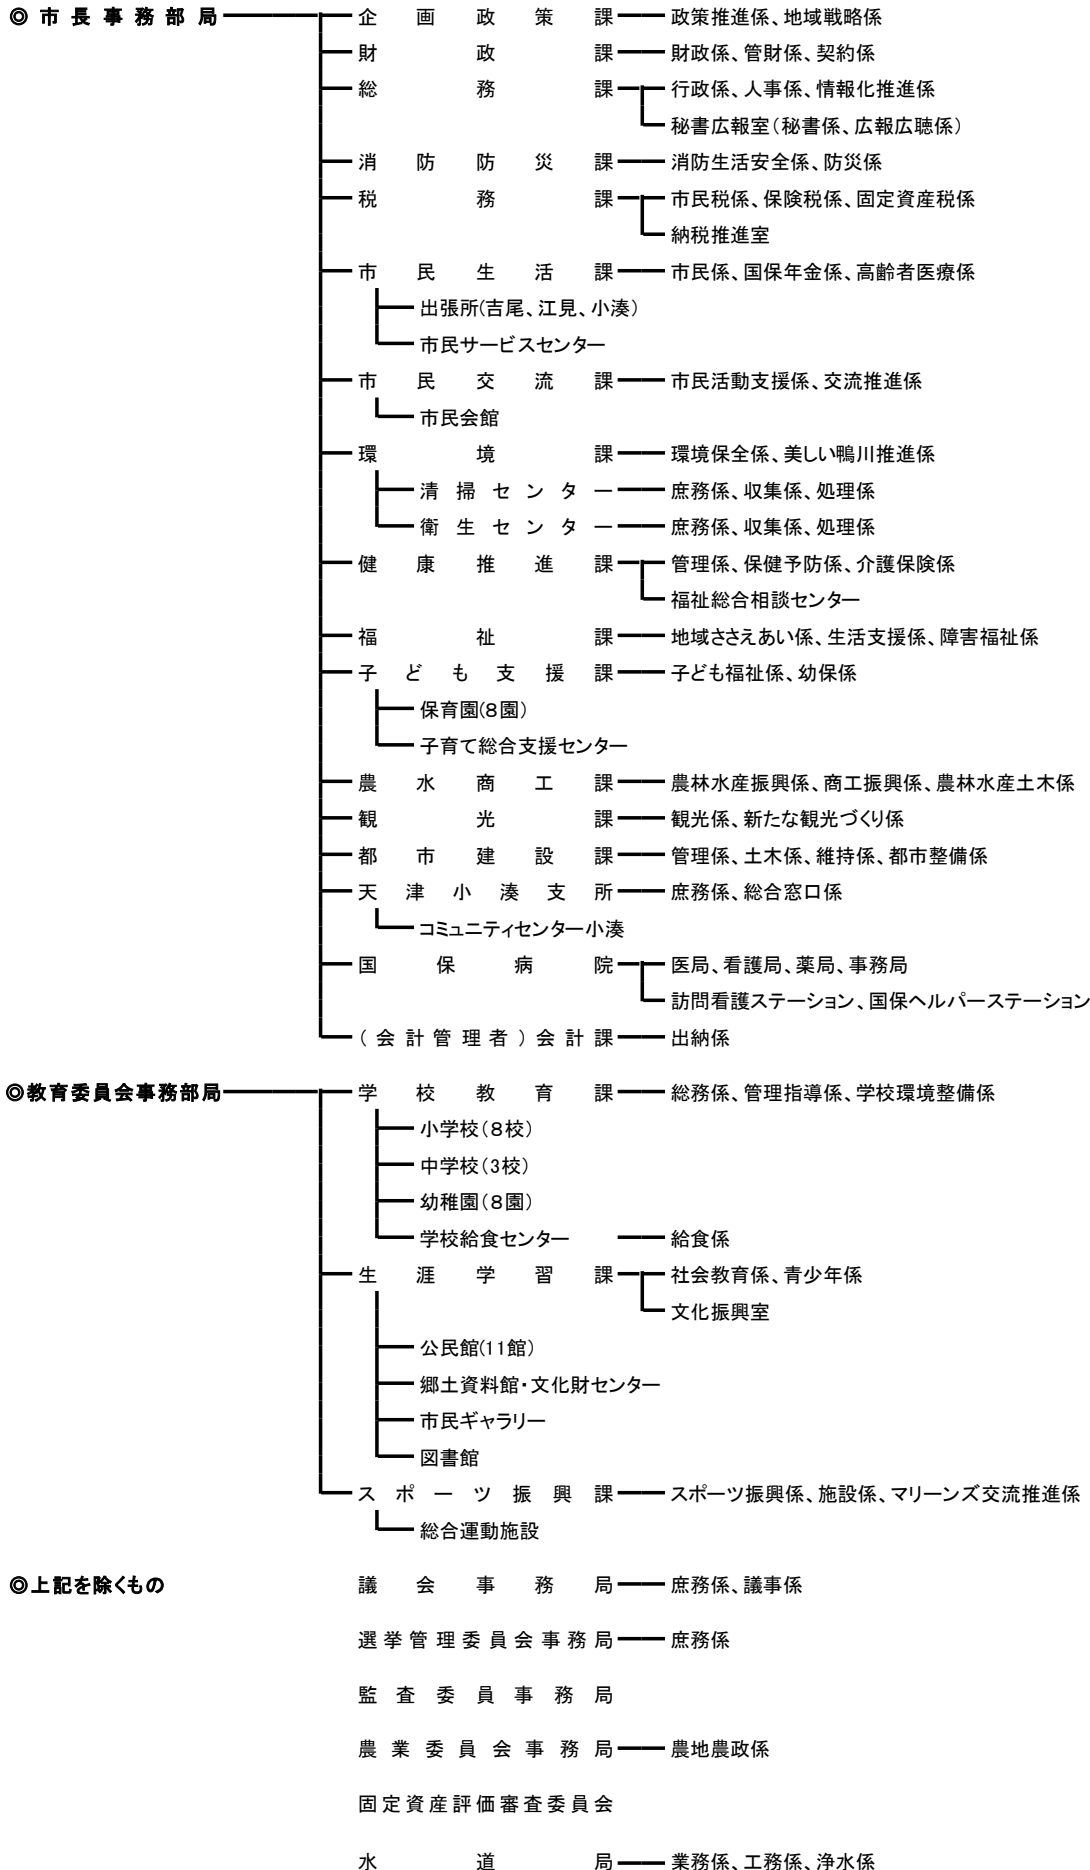 ◎市長事務部局 企画政策課 政策推進係、地域戦略係
財政課 財政係、管財係、契約係
総務課 行政係、人事係、情報化推進係
秘書広報室(秘書係、広報広聴係)
消防防災課 消防生活安全係、防災係
税務課 市民税係、保険税係、固定資産税係
納税推進室
市民生活課 市民係、国保年金係、高齢者医療係
出張所(吉尾、江見、小湊)
市民サービスセンター
市民交流課 市民活動支援係、交流推進係
市民会館
環境課 環境保全係、美しい鴨川推進係
清掃センター 庶務係、収集係、処理係
衛生センター 庶務係、収集係、処理係
健康推進課 管理係、保健予防係、介護保険係
福祉総合相談センター
福祉課 地域ささえあい係、生活支援係、障害福祉係
子ども支援課 子ども福祉係、幼保係
保育園(8園)
子育て総合支援センター
農水商工課 農林水産振興係、商工振興係、農林水産土木係
観光課 観光係、新たな観光づくり係
都市建設課 管理係、土木係、維持係、都市整備係
天津小湊支所 庶務係、総合窓口係
コミュニティセンター小湊
国保病院 医局、看護局、薬局、事務局
訪問看護ステーション、国保ヘルパーステーション
(会計管理者)会計課 出納係
◎教育委員会事務部局 学校教育課 総務係、管理指導係、学校環境整備係
小学校(8校)
中学校(3校)
幼稚園(8園)
学校給食センター 給食係
生涯学習課 社会教育係、青少年係
文化振興室
公民館(11館)
郷土資料館・文化財センター
市民ギャラリー
図書館
スポーツ振興課 スポーツ振興係、施設係、マリーンズ交流推進係
総合運動施設
◎上記を除くもの 議会事務局 庶務係、議事係
選挙管理委員会事務局 庶務係
監査委員事務局
農業委員会事務局 農地農政係
固定資産評価審査委員会
水道局 業務係、工務係、浄水係